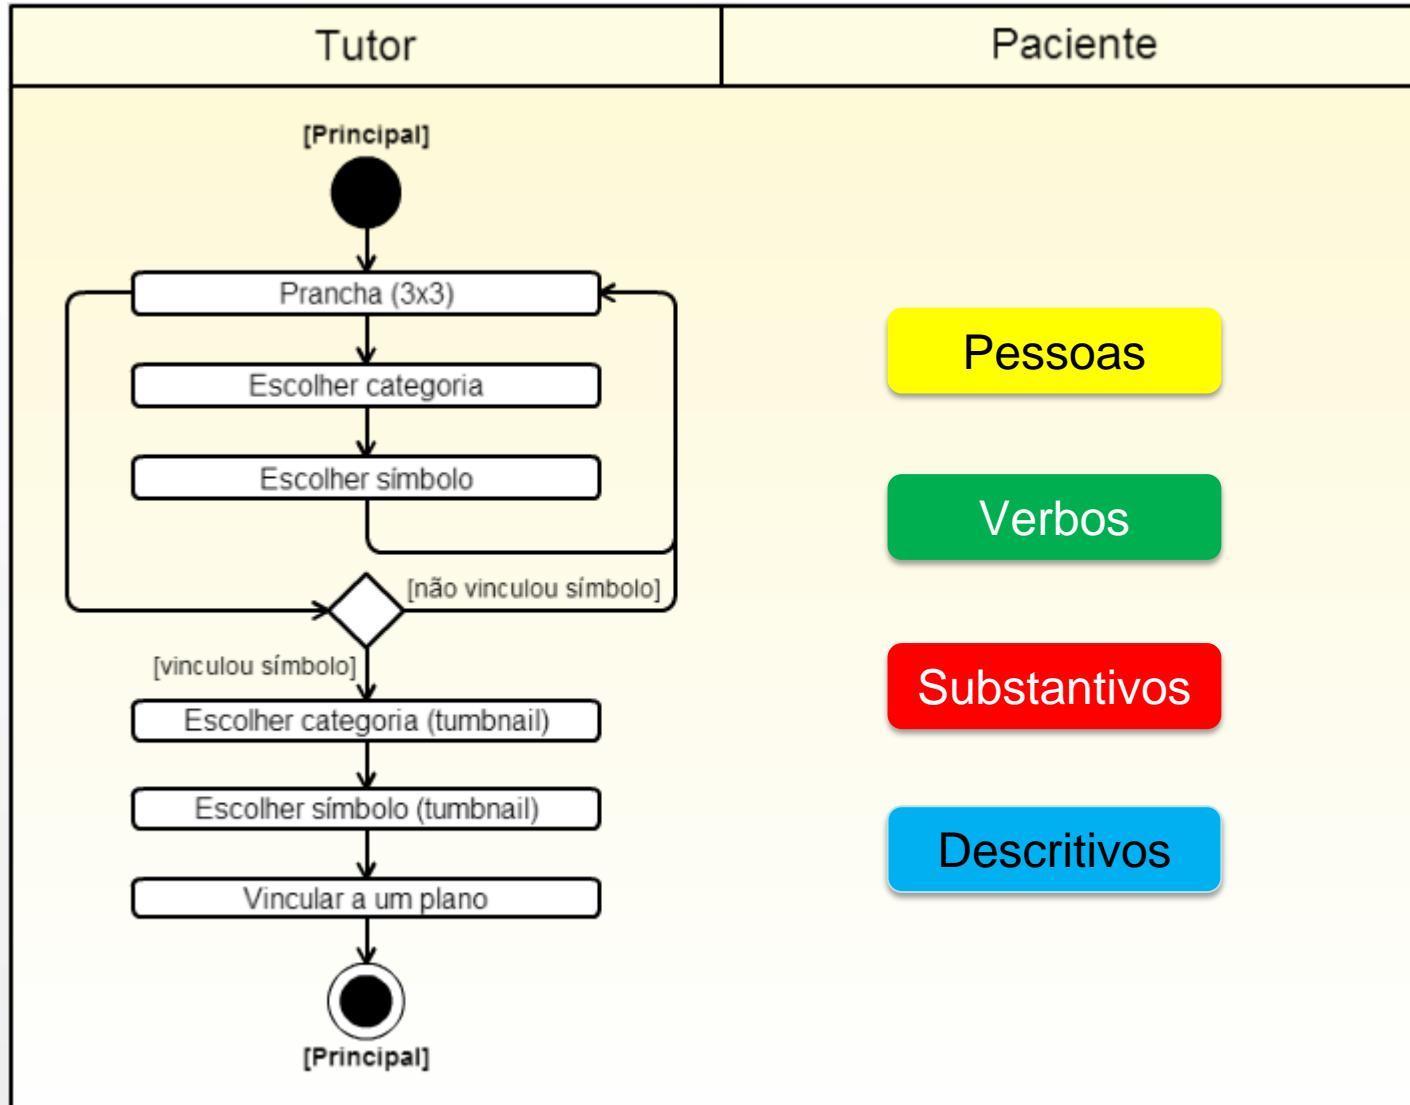 Tutor
Paciente
[Principal]
Prancha (3x3)
Escolher categoria
Escolher símbolo
[não vinculou símbolo]
[vinculou símbolo]
Escolher categoria (tumbnail)
Escolher símbolo (tumbnail)
Vincular a um plano
[Principal]
Pessoas
Verbos
Substantivos
Descritivos